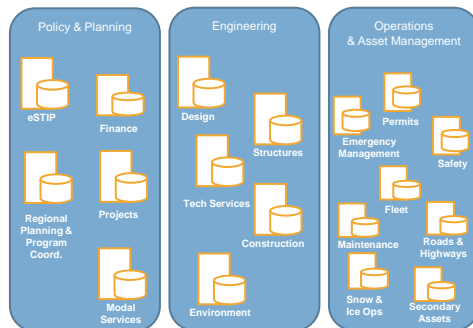 Policy & Planning
eSTIP
Finance
Regional
Planning &
Program
Coord.
Projects
Modal
Services
Engineering
Design
Structures
Tech Services
Construction
Environment
Operations
& Asset Management
Permits
Emergency
Management
Safety
Fleet
Maintenance
Roads &
Highways
Snow &
Ice Ops
Secondary
Assets